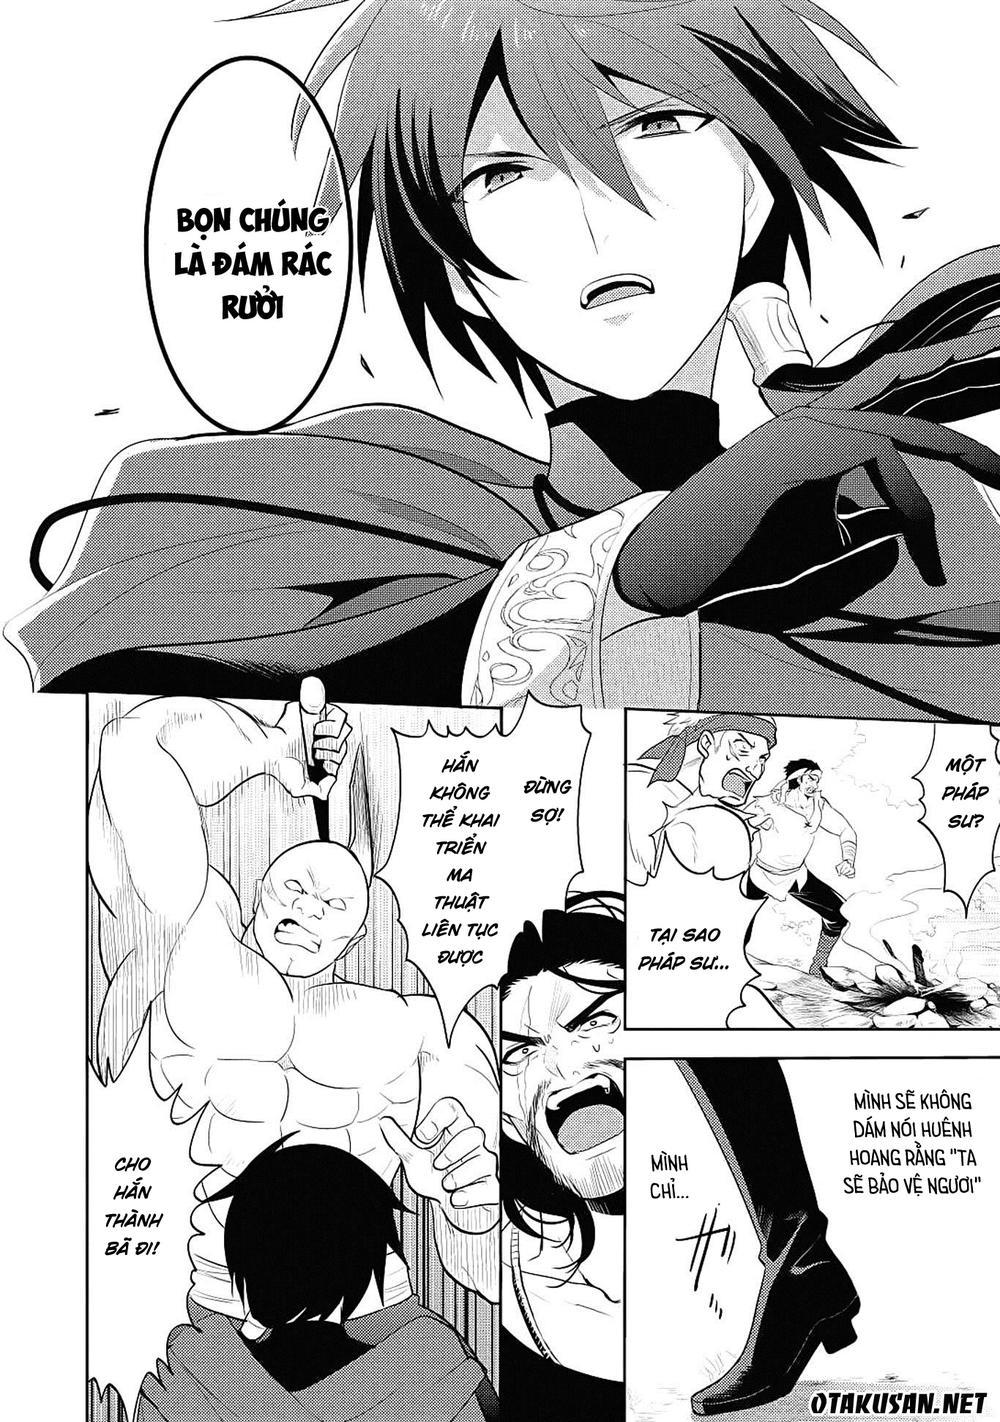 BỌN CHÚNG
LÀ ĐÁM RÁC
RƯỞI
MỘT
PHÁP
SƯ?
TẠI SAO
PHÁP SƯ...
ĐỪNG
SỢ!
HẮN
KHÔNG
THỂ KHAI
TRIỂN
MA
THUẬT
LIÊN TỤC
ĐƯỢC
CHO
HẮN
THÀNH
BÃ ĐI!
MÌNH SẼ KHÔNG
DÁM NÓI HUÊNH
HOANG RẰNG "TA
SẼ BẢO VỆ NGƯƠI"
MÌNH
CHỈ...
ザッ
OTAKUSAN.NET